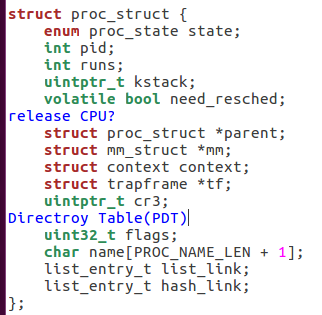 struct proc_struct {
    enum proc_state state;
    int pid;
    int runs;
    uintptr_t kstack;
    volatile bool need_resched;
release CPU?
    struct proc_struct *parent;
    struct mm_struct *mm;
    struct context context;
    struct trapframe *tf;
    uintptr_t cr3;
Directroy Table(PDT)
    uint32_t flags;
    char name[PROC_NAME_LEN + 1];
    list_entry_t list_link;
    list_entry_t hash_link;
};